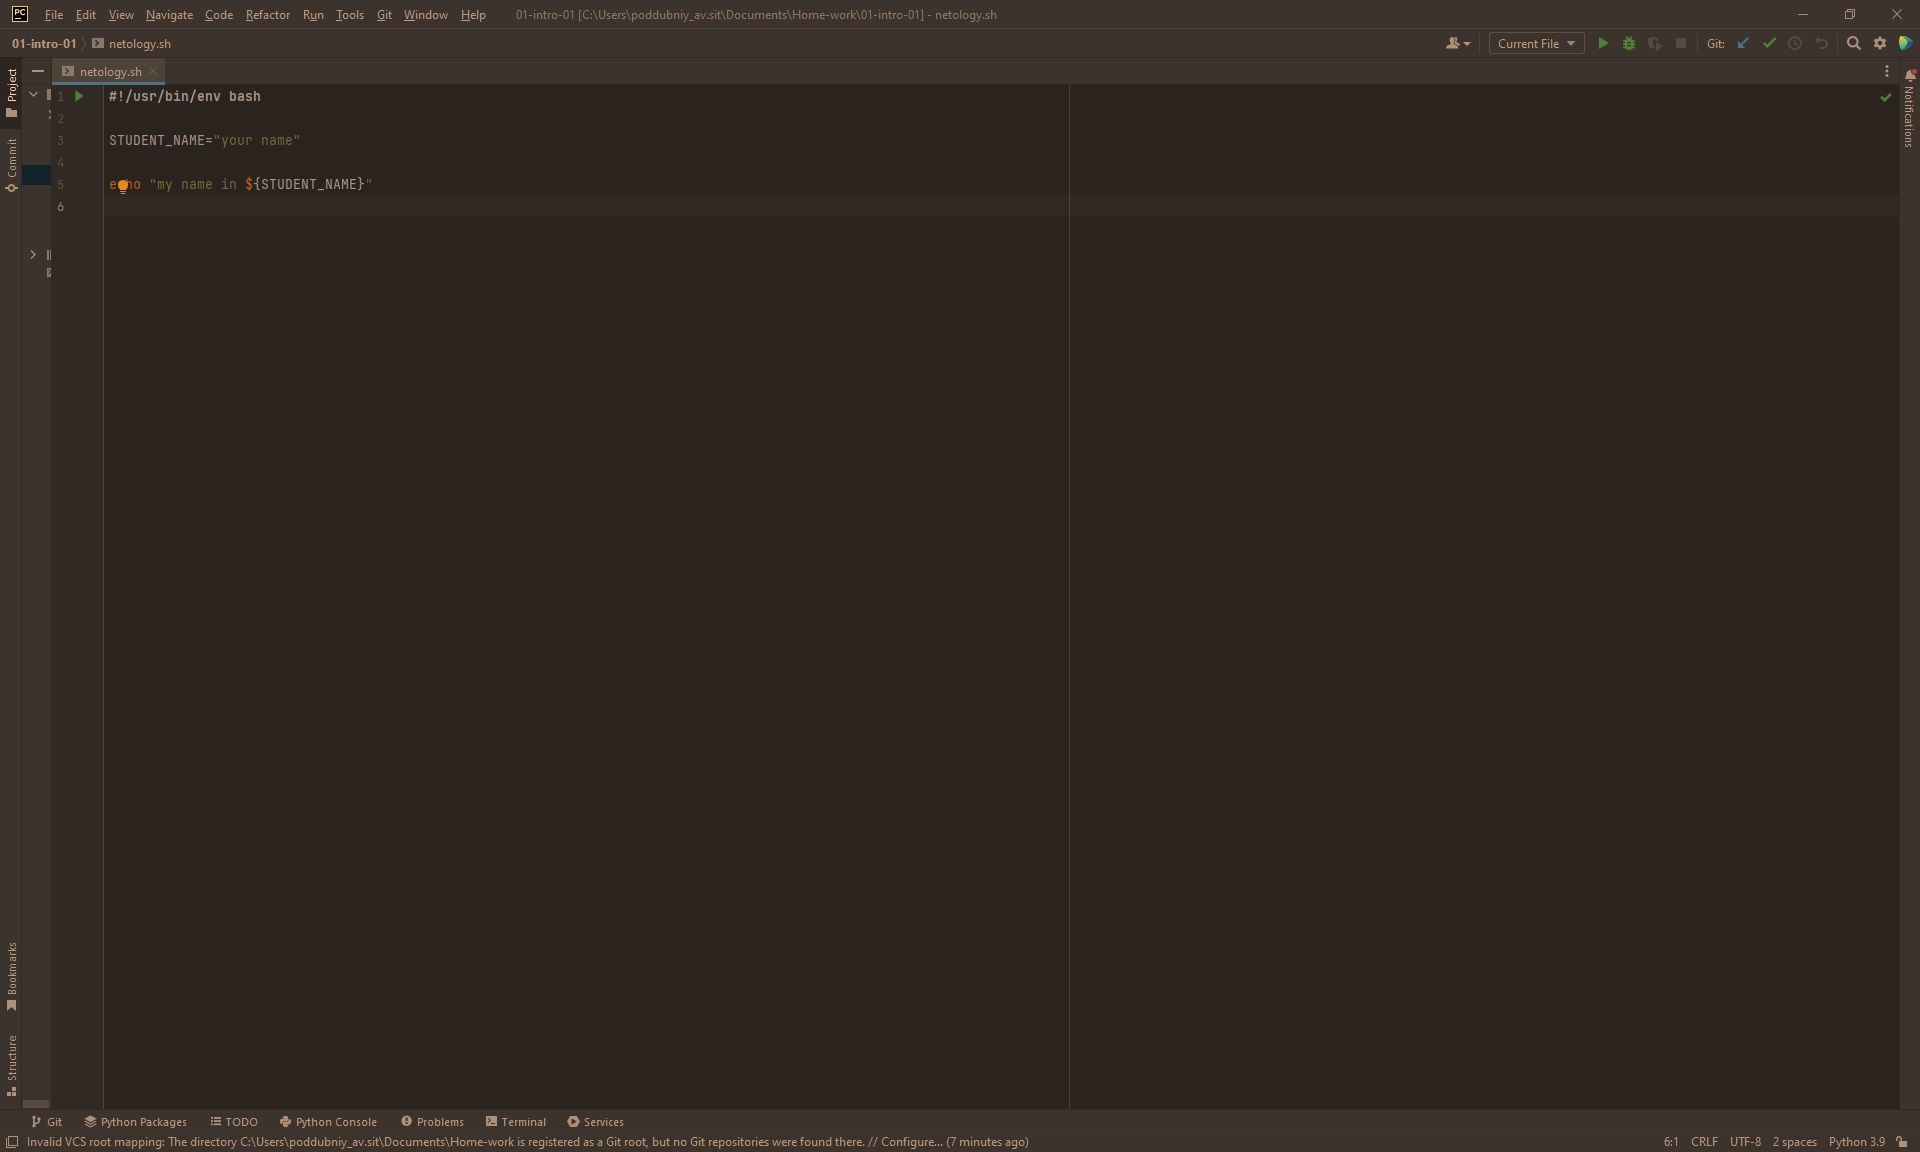 PC File Edit View Navigate Code Refactor Run Tools Git Window Help 01-intro-01 [C:\Users\poddubniy_av.sit\Documents\Home-work\01-intro-01] - netology.sh
01-intro-01 netology.sh Current File Git:
netology.sh
Project
Commit
Bookmarks
Structure
Notifications
1 #!/usr/bin/env bash
2
3 STUDENT_NAME="your name"
4
5 echo "my name in ${STUDENT_NAME}"
6
Git Python Packages TODO Python Console Problems Terminal Services
Invalid VCS root mapping: The directory C:\Users\poddubniy_av.sit\Documents\Home-work is registered as a Git root, but no Git repositories were found there. // Configure... (7 minutes ago) 6:1 CRLF UTF-8 2 spaces Python 3.9